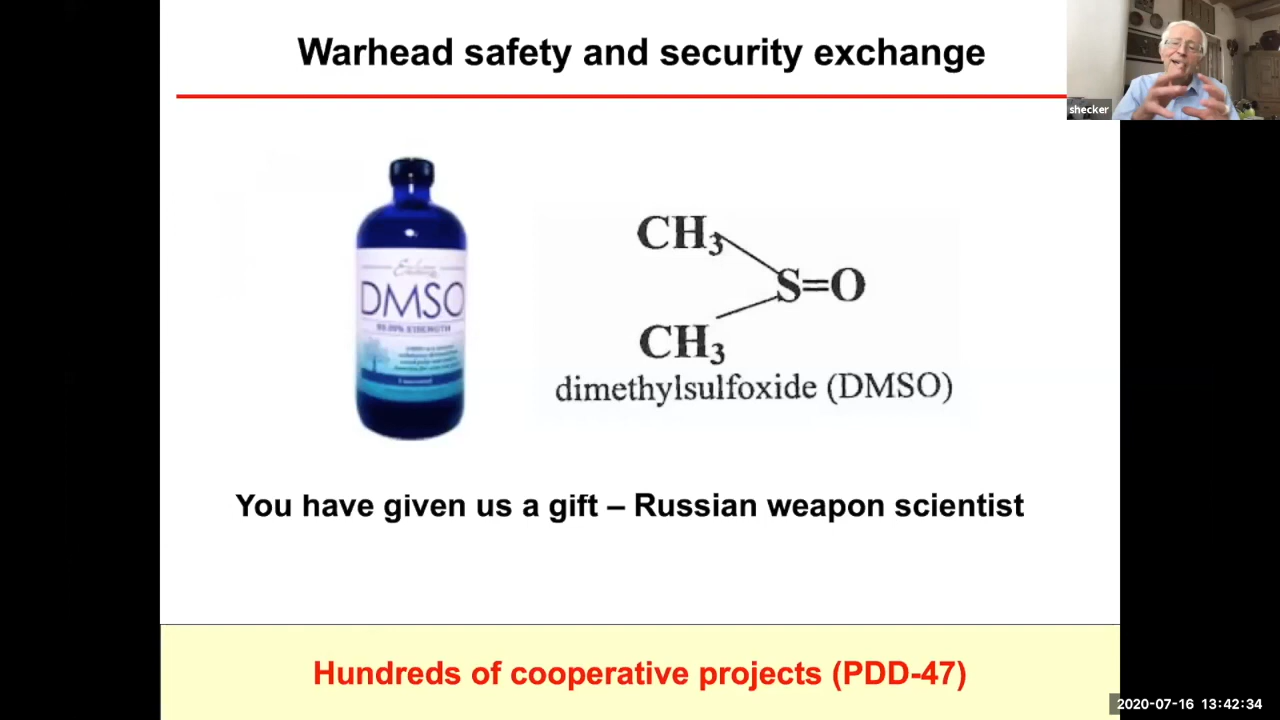 Warhead safety and security exchange
shecker
DMSO
CH3
S=O
CH3
dimethylsulfoxide (DMSO)
You have given us a gift – Russian weapon scientist
Hundreds of cooperative projects (PDD-47)
2020-07-16 13:42:34